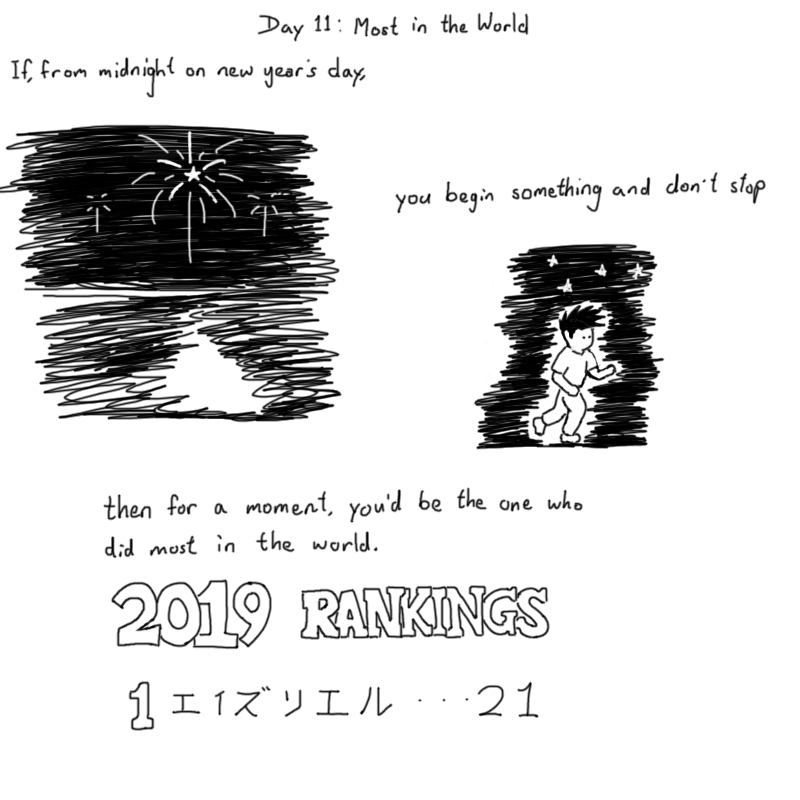 Day 11: Most in the World
If, from midnight on new year's day,
you begin something and don't stop
then for a moment, you'd be the one who
did most in the world.
2019 RANKINGS
1 エイズリエル ･･･21